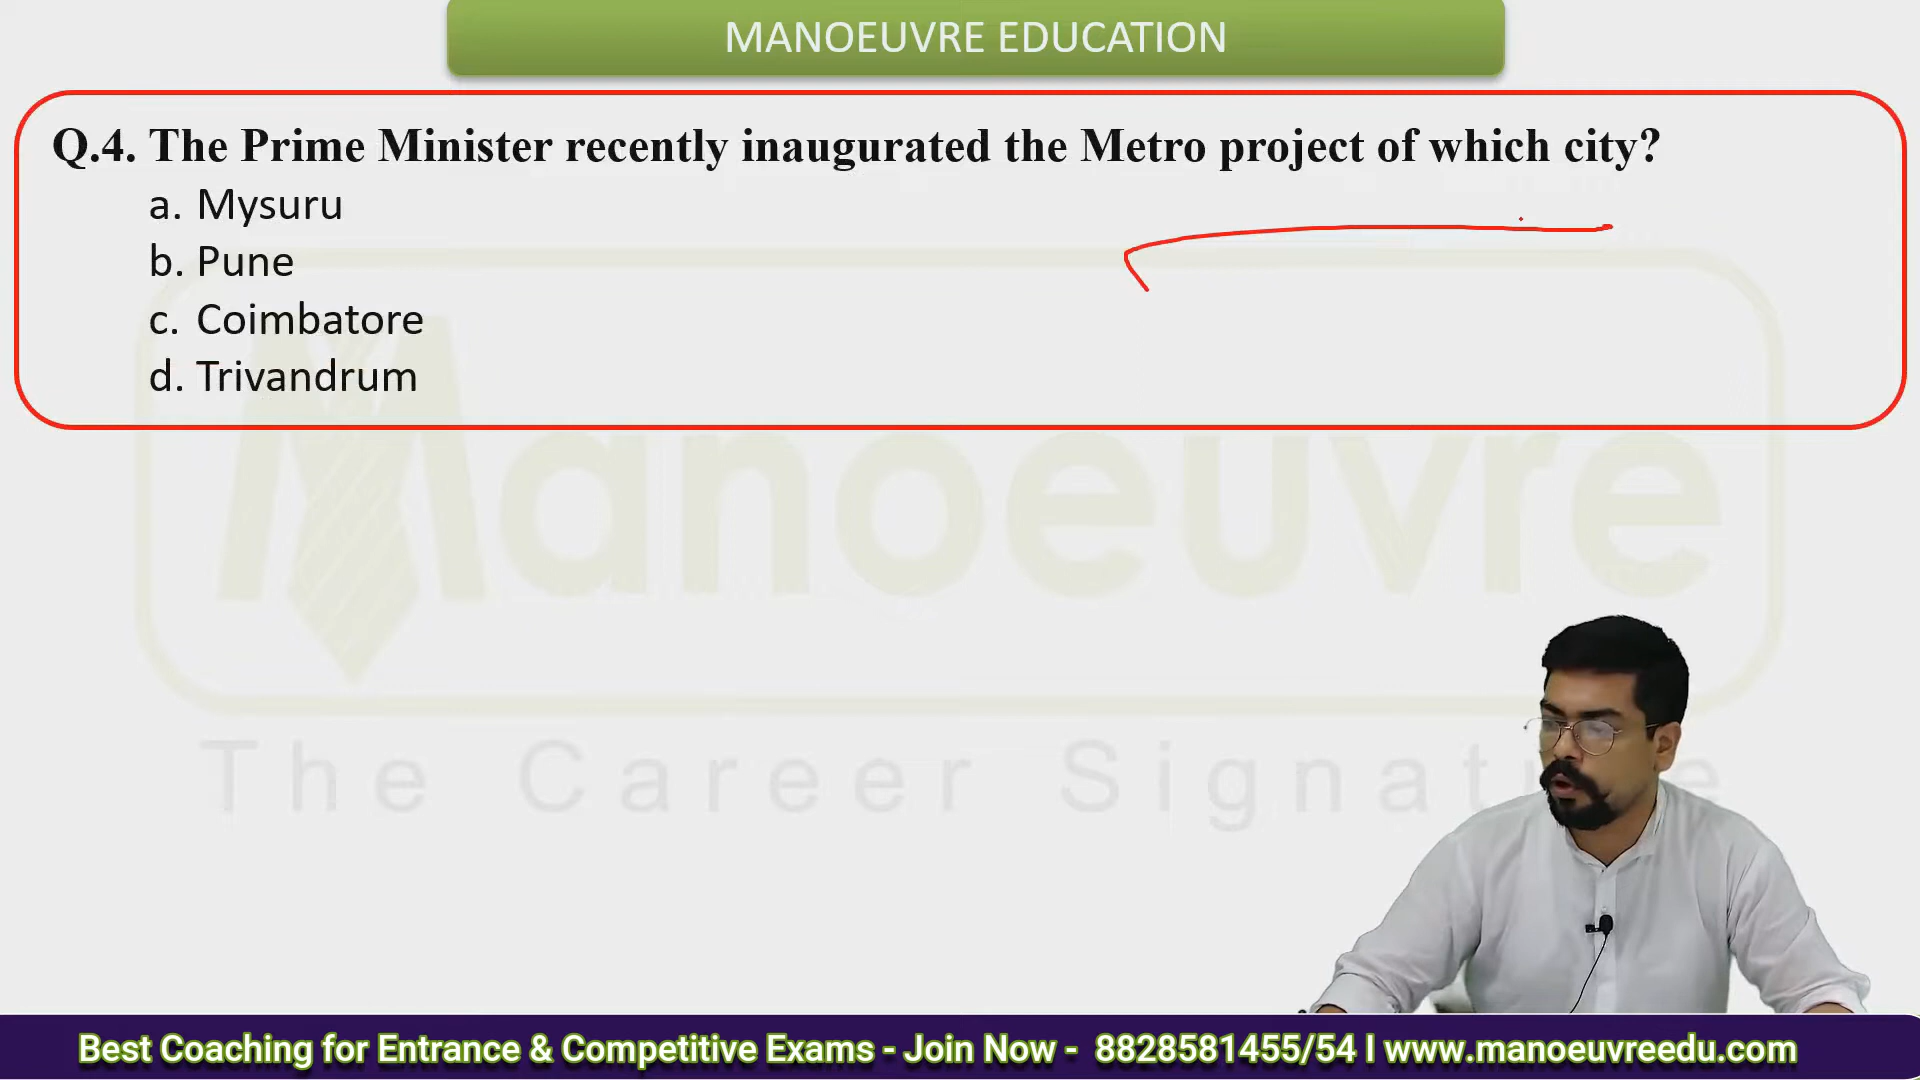 MANOEUVRE EDUCATION
Q.4. The Prime Minister recently inaugurated the Metro project of which city?
a. Mysuru
b. Pune
c. Coimbatore
d. Trivandrum
Manoeuvre
The Career Signature
Best Coaching for Entrance & Competitive Exams - Join Now - 8828581455/54 I www.manoeuvreedu.com